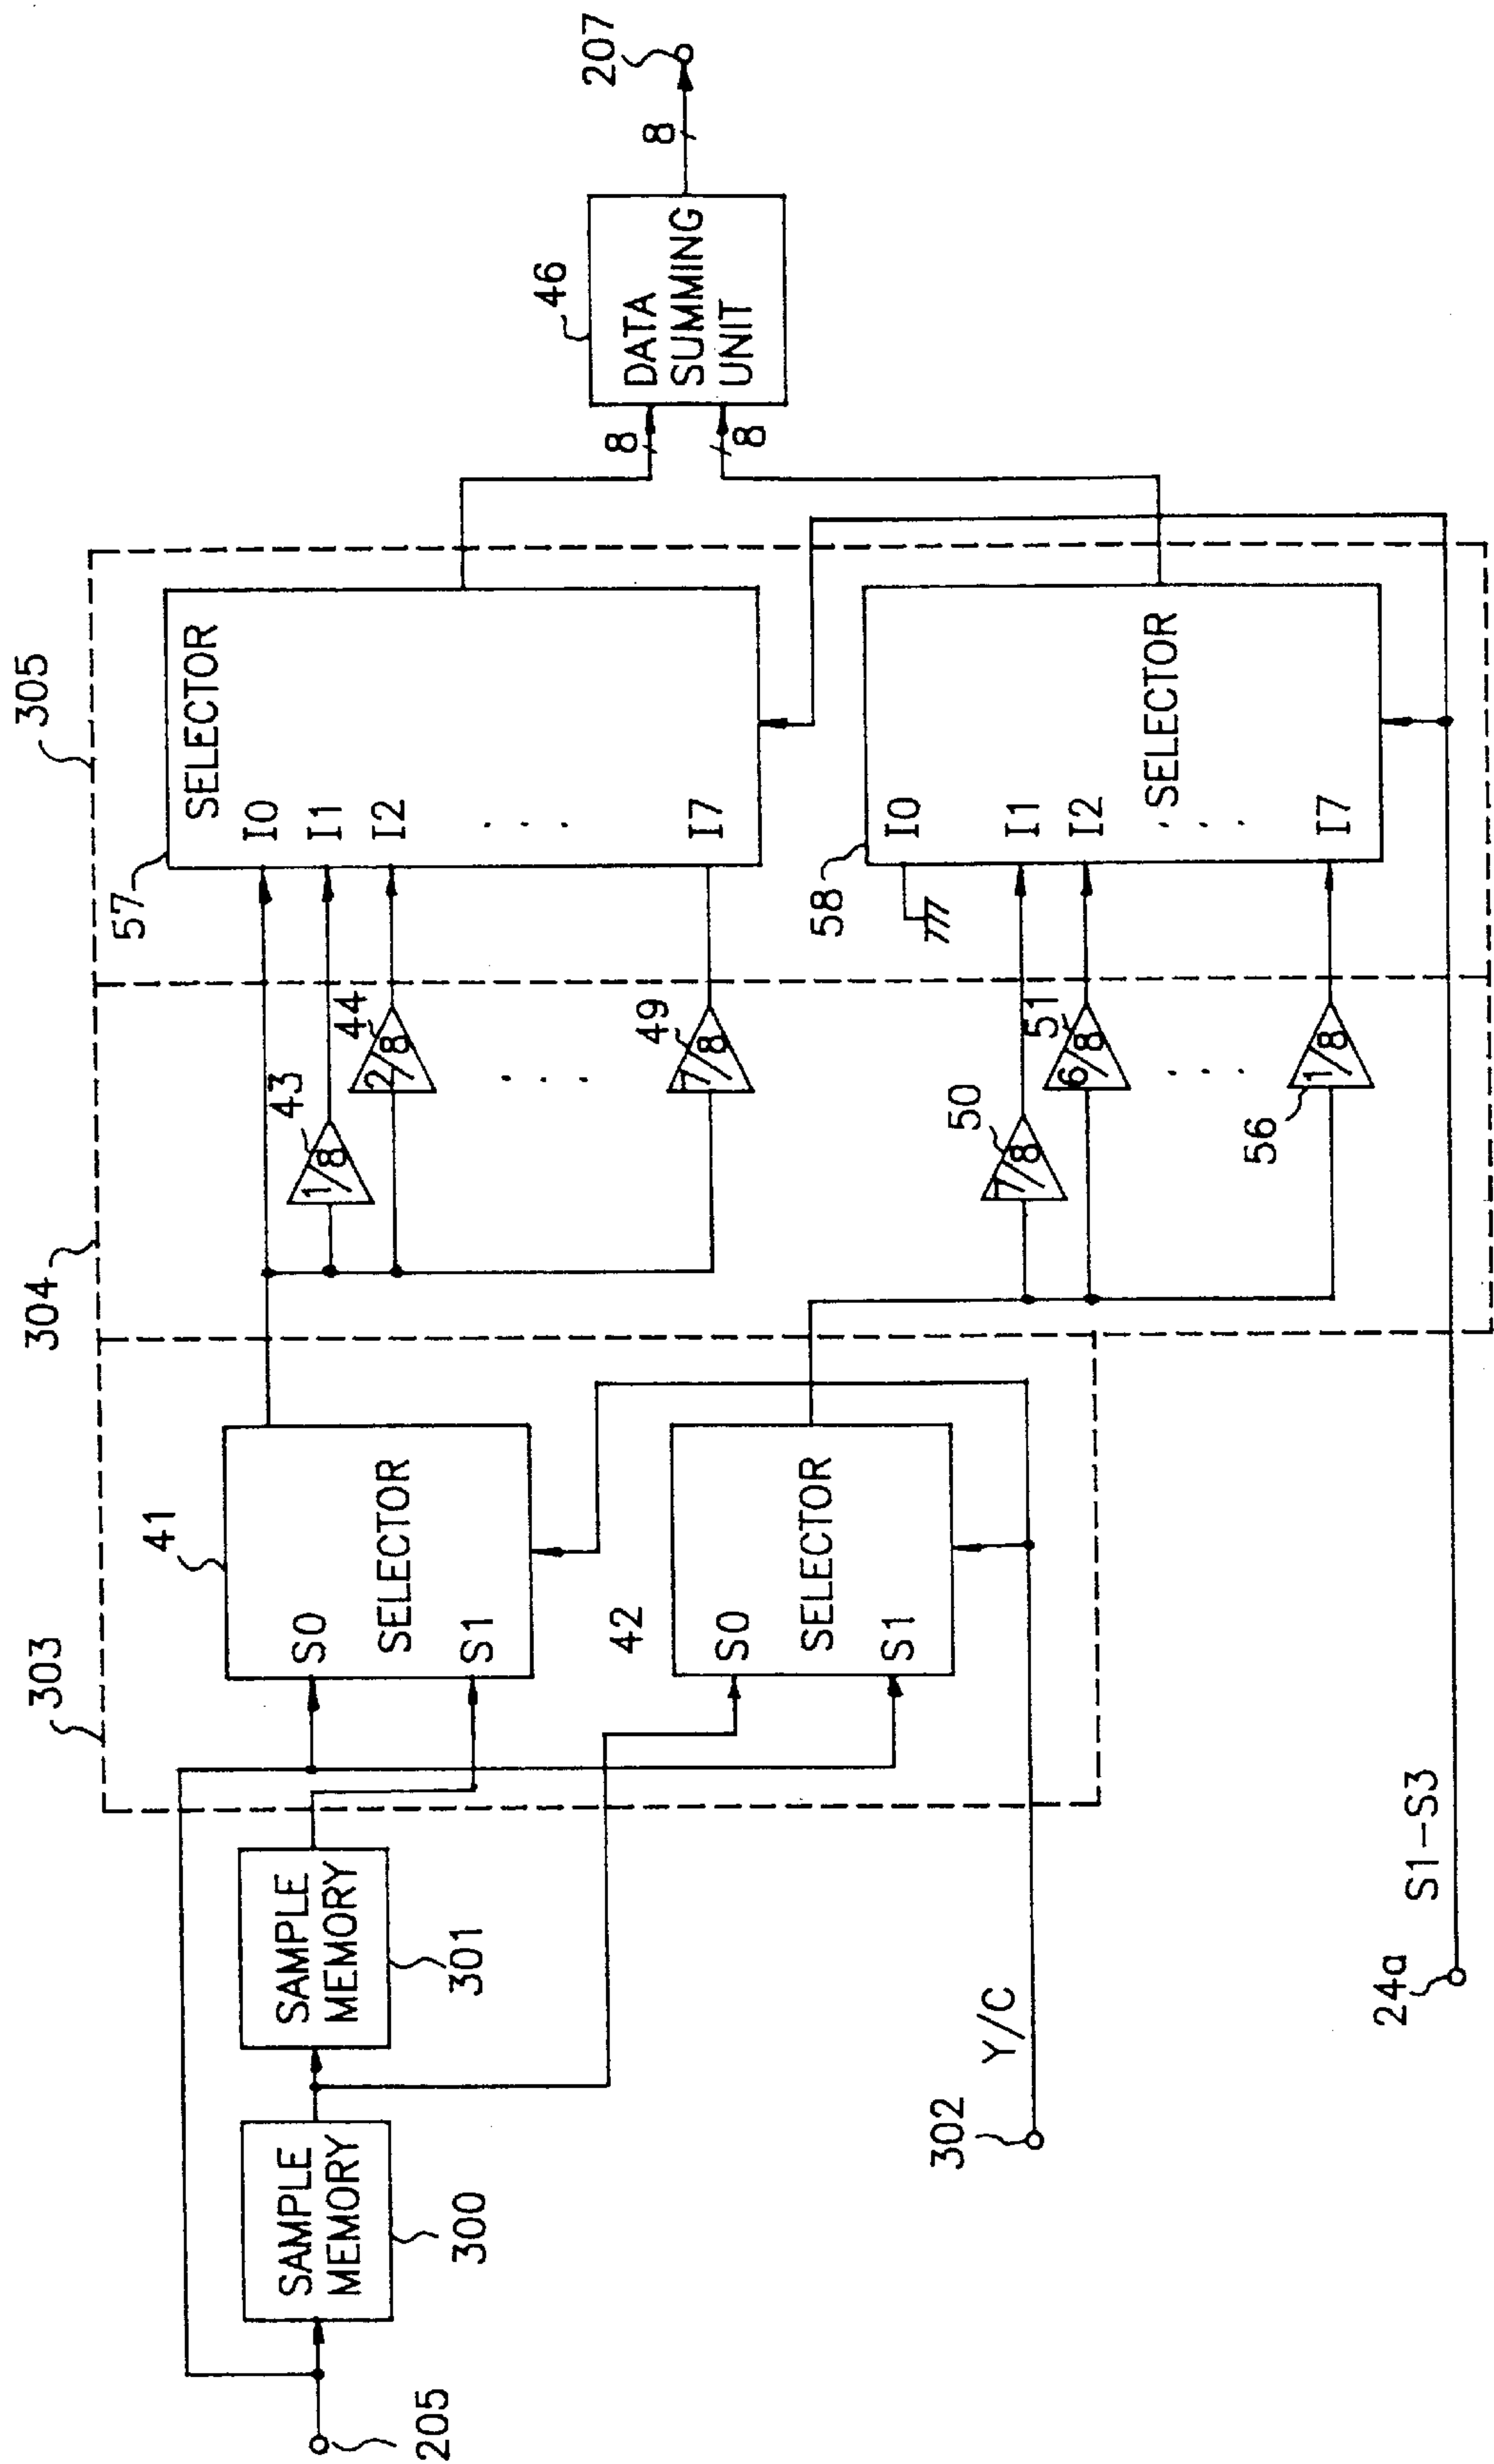 303
304
305
205
SAMPLE
MEMORY
300
SAMPLE
MEMORY
301
41
S0
SELECTOR
S1
42
S0
SELECTOR
S1
302
Y/C
24a
S1-S3
43
1/8
44
2/8
. . .
49
7/8
50
7/8
51
6/8
. . .
56
1/8
57
SELECTOR
I0
I1
I2
. . .
I7
58
I0
I1
I2
SELECTOR
. . .
I7
8
8
46
DATA
SUMMING
UNIT
8
207